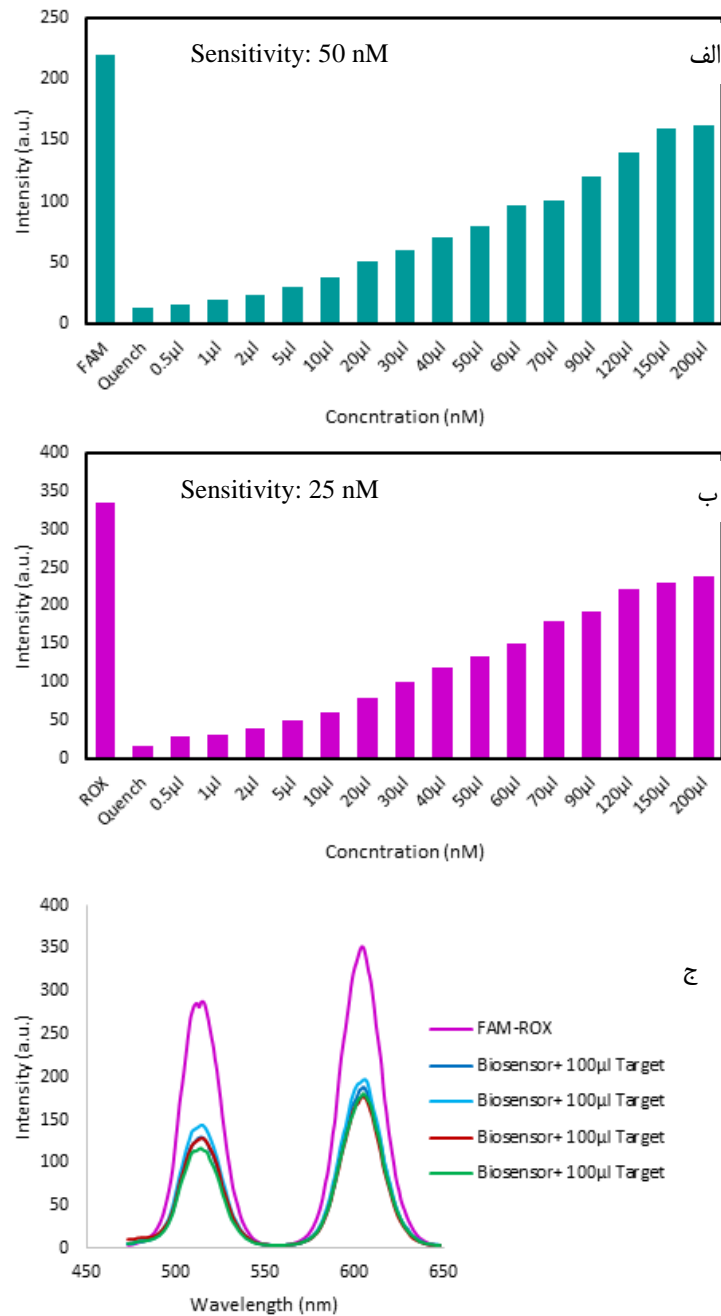 Sensitivity: 50 nM
الف
Intensity (a.u.)
250
200
150
100
50
0
FAM Quench 0.5µl 1µl 2µl 5µl 10µl 20µl 30µl 40µl 50µl 60µl 70µl 90µl 120µl 150µl 200µl
Concntration (nM)
Sensitivity: 25 nM
ب
Intensity (a.u.)
400
350
300
250
200
150
100
50
0
ROX Quench 0.5µl 1µl 2µl 5µl 10µl 20µl 30µl 40µl 50µl 60µl 70µl 90µl 120µl 150µl 200µl
Concntration (nM)
ج
Intensity (a.u.)
400
350
300
250
200
150
100
50
0
450 500 550 600 650
Wavelength (nm)
FAM-ROX
Biosensor+ 100µl Target
Biosensor+ 100µl Target
Biosensor+ 100µl Target
Biosensor+ 100µl Target